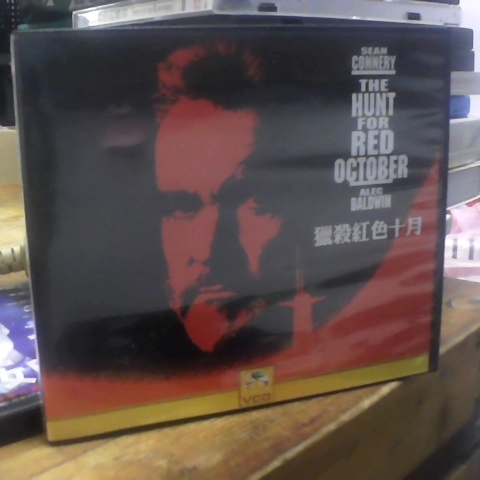 SEAN
CONNERY
THE
HUNT
FOR
RED
OCTOBER
ALEC
BALDWIN
獵殺紅色十月
VCD